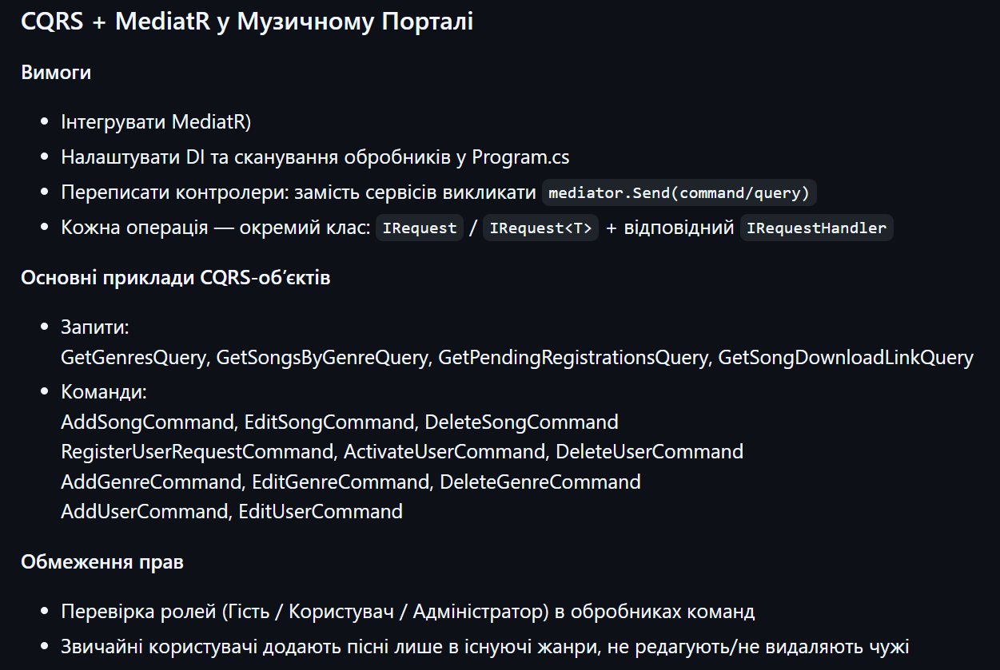 CQRS + MediatR у Музичному Порталі
Вимоги
• Інтегрувати MediatR)
• Налаштувати DI та сканування обробників у Program.cs
• Переписати контролери: замість сервісів викликати mediator.Send(command/query)
• Кожна операція — окремий клас: IRequest / IRequest<T> + відповідний IRequestHandler
Основні приклади CQRS-об’єктів
• Запити:
GetGenresQuery, GetSongsByGenreQuery, GetPendingRegistrationsQuery, GetSongDownloadLinkQuery
• Команди:
AddSongCommand, EditSongCommand, DeleteSongCommand
RegisterUserRequestCommand, ActivateUserCommand, DeleteUserCommand
AddGenreCommand, EditGenreCommand, DeleteGenreCommand
AddUserCommand, EditUserCommand
Обмеження прав
• Перевірка ролей (Гість / Користувач / Адміністратор) в обробниках команд
• Звичайні користувачі додають пісні лише в існуючі жанри, не редагують/не видаляють чужі